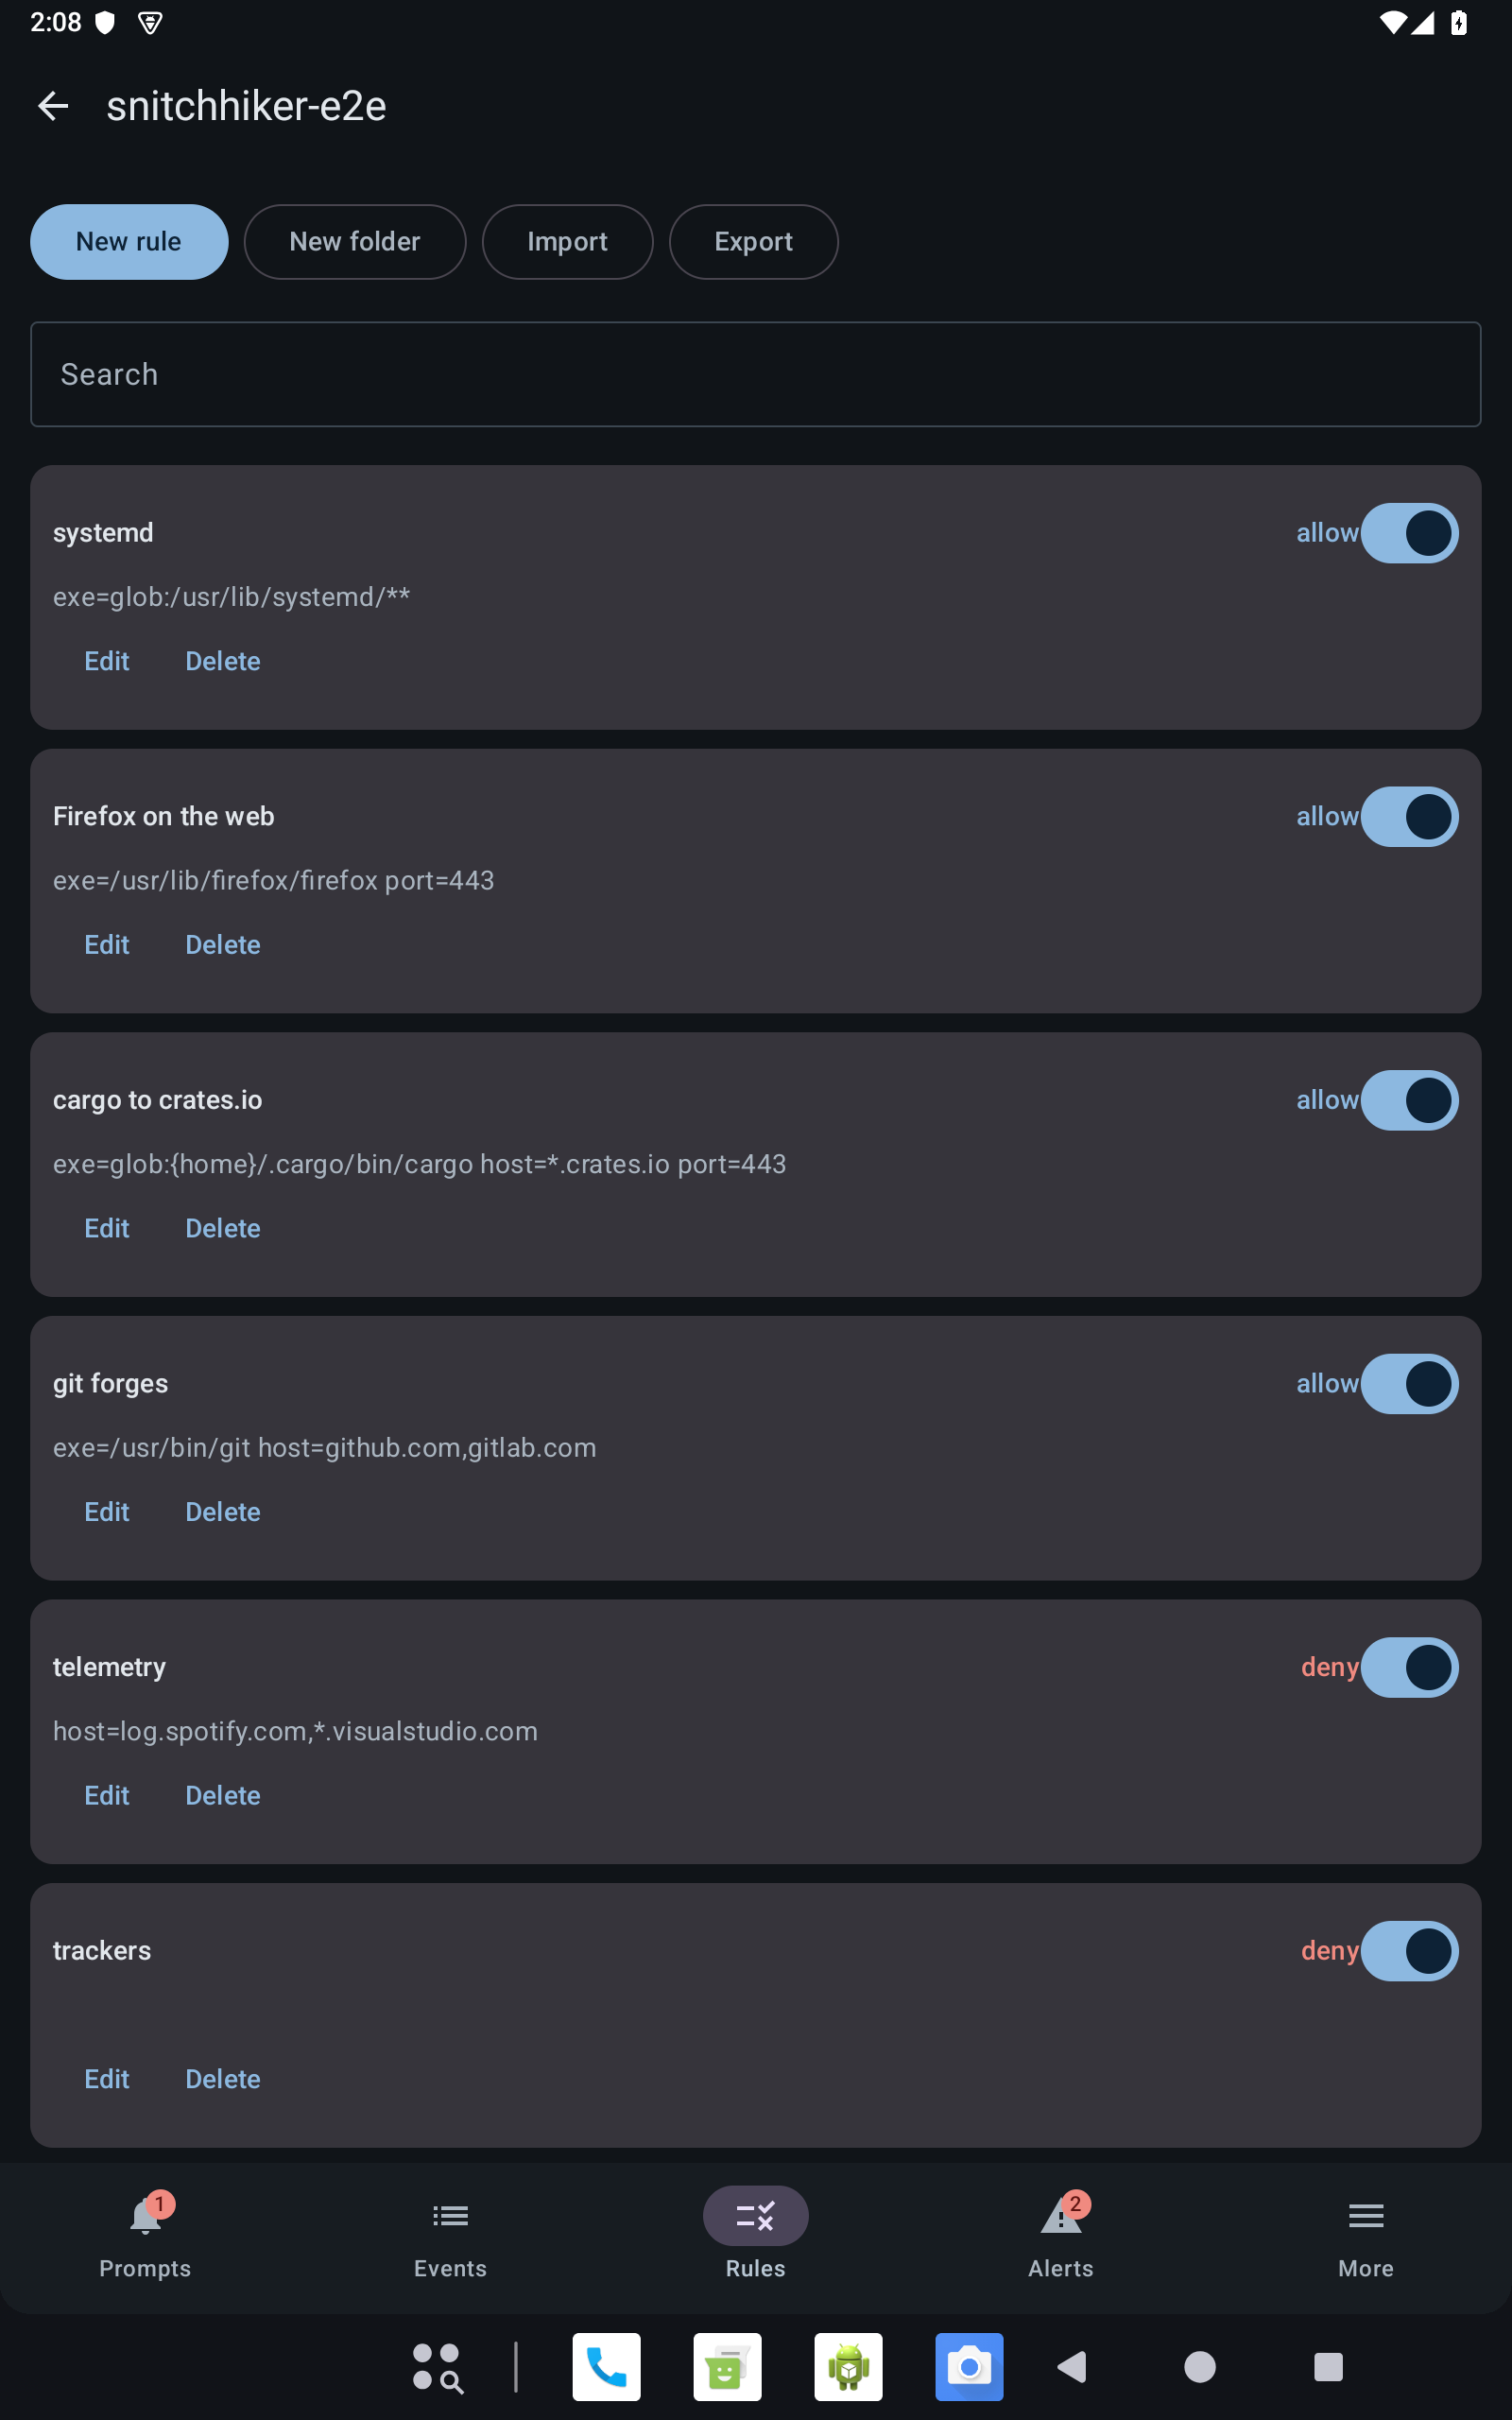 2:08
snitchhiker-e2e
New rule New folder Import Export
Search
systemd allow
exe=glob:/usr/lib/systemd/**
Edit Delete
Firefox on the web allow
exe=/usr/lib/firefox/firefox port=443
Edit Delete
cargo to crates.io allow
exe=glob:{home}/.cargo/bin/cargo host=*.crates.io port=443
Edit Delete
git forges allow
exe=/usr/bin/git host=github.com,gitlab.com
Edit Delete
telemetry deny
host=log.spotify.com,*.visualstudio.com
Edit Delete
trackers deny
Edit Delete
1 2
Prompts Events Rules Alerts More